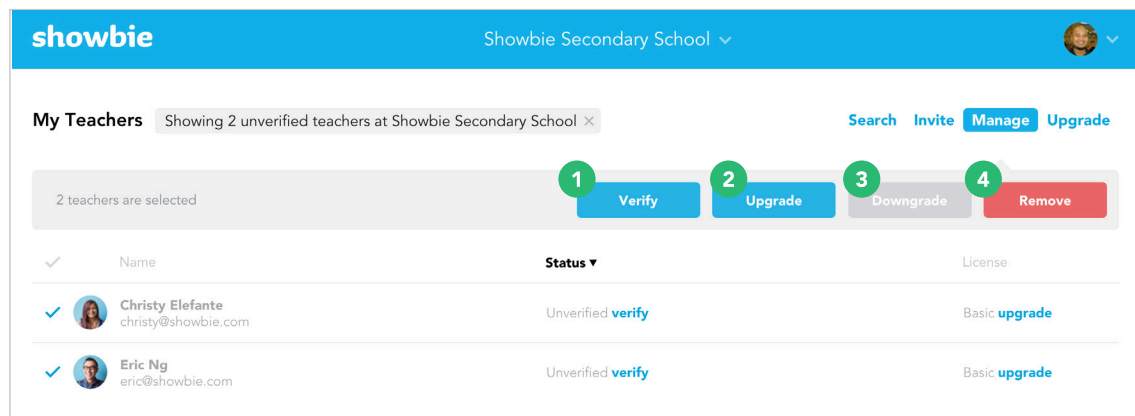 showbie
Showbie Secondary School
My Teachers Showing 2 unverified teachers at Showbie Secondary School ×
Search Invite Manage Upgrade
1 2 3 4
2 teachers are selected Verify Upgrade Downgrade Remove
Name Status ▾ License
Christy Elefante
christy@showbie.com
Unverified verify Basic upgrade
Eric Ng
eric@showbie.com
Unverified verify Basic upgrade